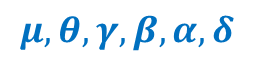 μ, θ, γ, β, α, δ